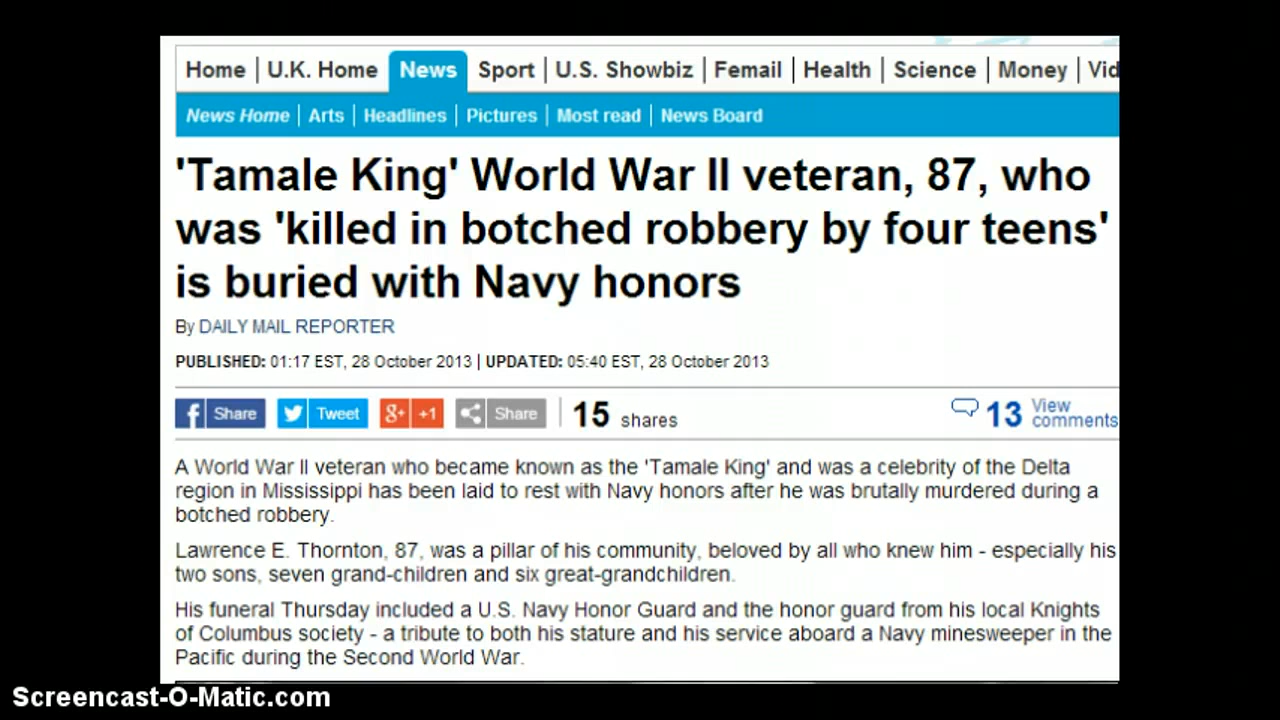 Home | U.K. Home News Sport | U.S. Showbiz | Femail | Health | Science | Money | Vid
News Home | Arts | Headlines | Pictures | Most read | News Board
'Tamale King' World War II veteran, 87, who
was 'killed in botched robbery by four teens'
is buried with Navy honors
By DAILY MAIL REPORTER
PUBLISHED: 01:17 EST, 28 October 2013 | UPDATED: 05:40 EST, 28 October 2013
f Share Tweet g+ +1 Share 15 shares 13 View comments
A World War II veteran who became known as the 'Tamale King' and was a celebrity of the Delta
region in Mississippi has been laid to rest with Navy honors after he was brutally murdered during a
botched robbery.
Lawrence E. Thornton, 87, was a pillar of his community, beloved by all who knew him - especially his
two sons, seven grand-children and six great-grandchildren.
His funeral Thursday included a U.S. Navy Honor Guard and the honor guard from his local Knights
of Columbus society - a tribute to both his stature and his service aboard a Navy minesweeper in the
Pacific during the Second World War.
Screencast-O-Matic.com